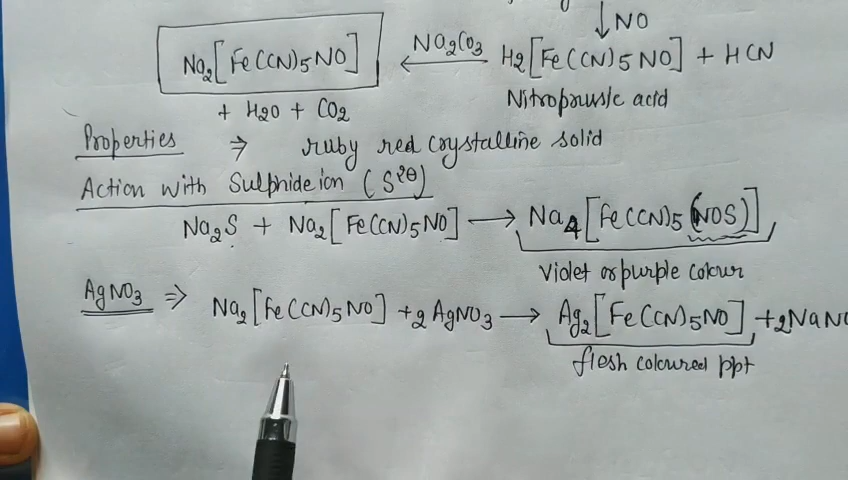 ↓NO
Na2[Fe(CN)5NO] ← Na2CO3 H2[Fe(CN)5NO] + HCN
+ H2O + CO2 Nitroprussic acid
Properties ⇒ ruby red crystalline solid
Action with Sulphide ion (S2⊖)
Na2S + Na2[Fe(CN)5NO] → Na4[Fe(CN)5(NOS)]
Violet or purple colour
AgNO3 ⇒ Na2[Fe(CN)5NO] + 2AgNO3 → Ag2[Fe(CN)5NO] + 2NaNO
flesh coloured ppt